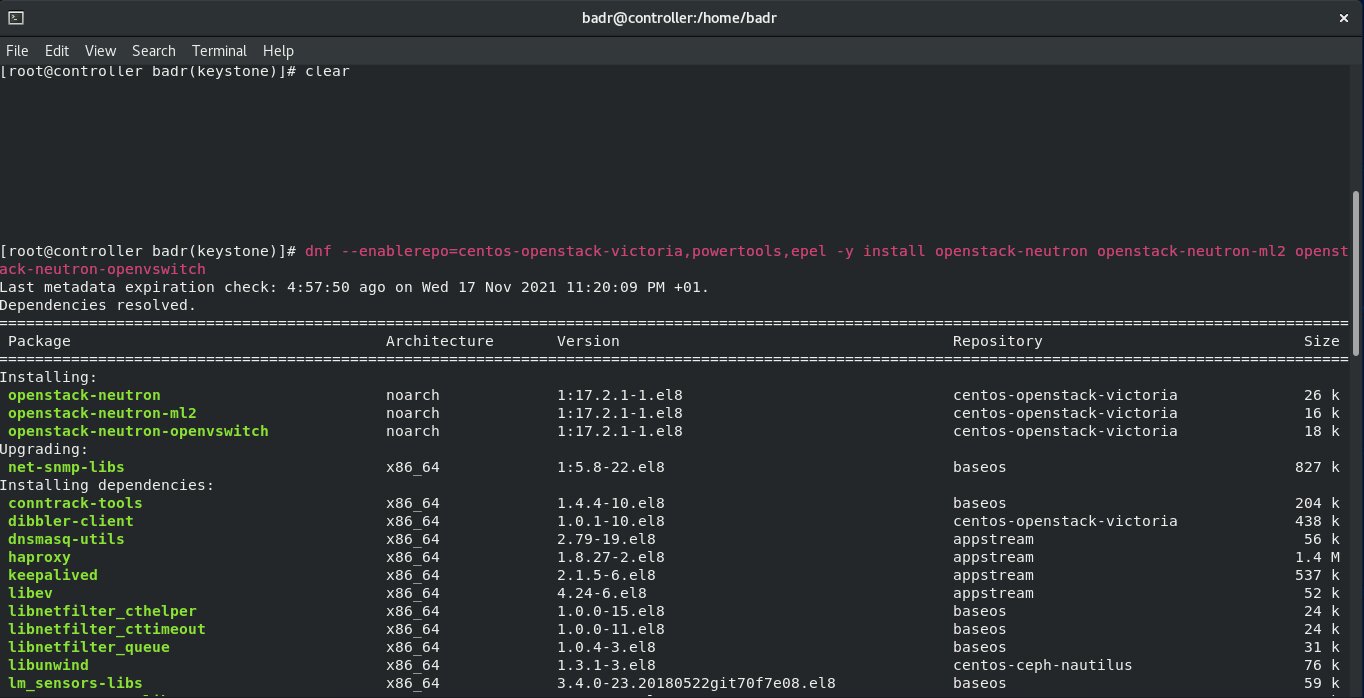 badr@controller:/home/badr
File Edit View Search Terminal Help
[root@controller badr(keystone)]# clear
[root@controller badr(keystone)]# dnf --enablerepo=centos-openstack-victoria,powertools,epel -y install openstack-neutron openstack-neutron-ml2 openst
ack-neutron-openvswitch
Last metadata expiration check: 4:57:50 ago on Wed 17 Nov 2021 11:20:09 PM +01.
Dependencies resolved.
======================================================================================================================================================
Package Architecture Version Repository Size
======================================================================================================================================================
Installing:
openstack-neutron noarch 1:17.2.1-1.el8 centos-openstack-victoria 26 k
openstack-neutron-ml2 noarch 1:17.2.1-1.el8 centos-openstack-victoria 16 k
openstack-neutron-openvswitch noarch 1:17.2.1-1.el8 centos-openstack-victoria 18 k
Upgrading:
net-snmp-libs x86_64 1:5.8-22.el8 baseos 827 k
Installing dependencies:
conntrack-tools x86_64 1.4.4-10.el8 baseos 204 k
dibbler-client x86_64 1.0.1-10.el8 centos-openstack-victoria 438 k
dnsmasq-utils x86_64 2.79-19.el8 appstream 56 k
haproxy x86_64 1.8.27-2.el8 appstream 1.4 M
keepalived x86_64 2.1.5-6.el8 appstream 537 k
libev x86_64 4.24-6.el8 appstream 52 k
libnetfilter_cthelper x86_64 1.0.0-15.el8 baseos 24 k
libnetfilter_cttimeout x86_64 1.0.0-11.el8 baseos 24 k
libnetfilter_queue x86_64 1.0.4-3.el8 baseos 31 k
libunwind x86_64 1.3.1-3.el8 centos-ceph-nautilus 76 k
lm_sensors-libs x86_64 3.4.0-23.20180522git70f7e08.el8 baseos 59 k